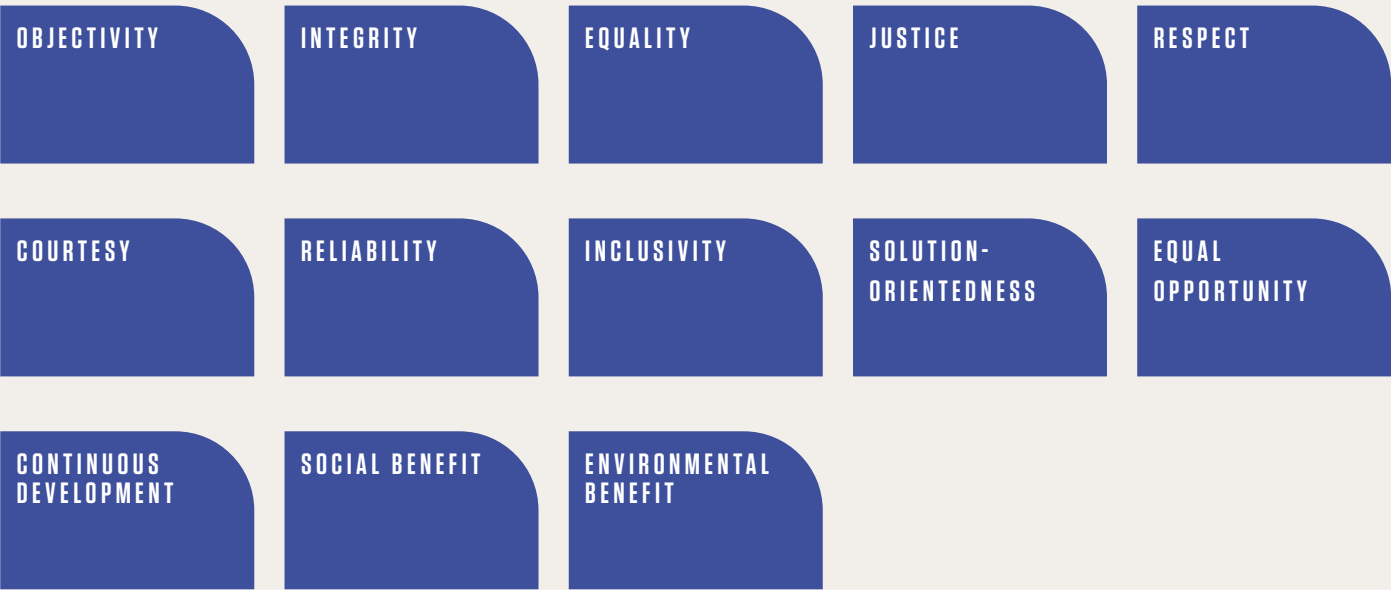 OBJECTIVITY
INTEGRITY
EQUALITY
JUSTICE
RESPECT
COURTESY
RELIABILITY
INCLUSIVITY
SOLUTION-
ORIENTEDNESS
EQUAL
OPPORTUNITY
CONTINUOUS
DEVELOPMENT
SOCIAL BENEFIT
ENVIRONMENTAL
BENEFIT